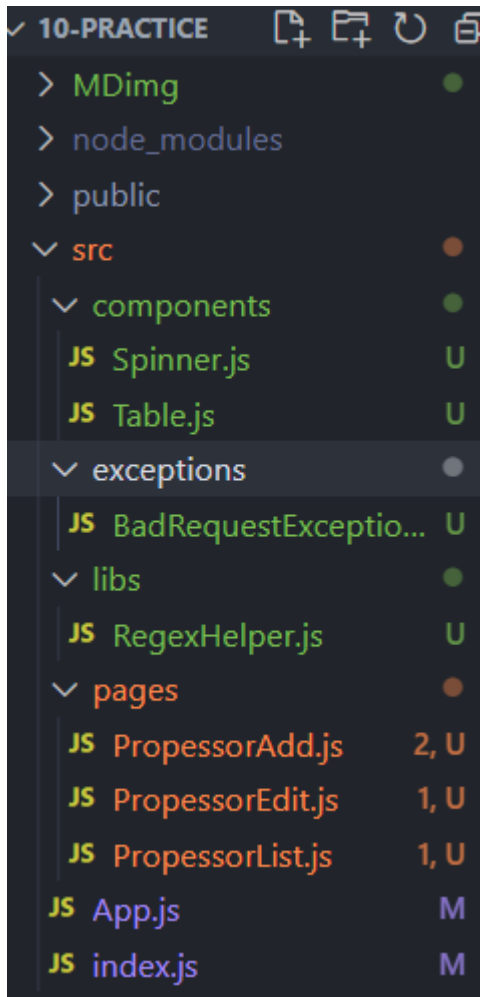 10-PRACTICE
MDimg
node_modules
public
src
components
JS Spinner.js U
JS Table.js U
exceptions
JS BadRequestExceptio... U
libs
JS RegexHelper.js U
pages
JS PropessorAdd.js 2, U
JS PropessorEdit.js 1, U
JS PropessorList.js 1, U
JS App.js M
JS index.js M